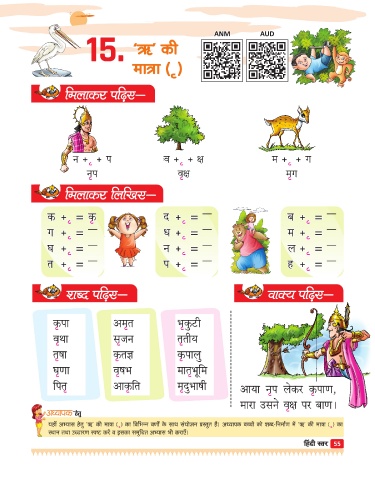 ANM AUD
15. 'ऋ' की
मात्रा ( ृ )
मिलाकर पढ़िए–
न + ृ + प
व + ृ + क्ष
म + ृ + ग
नृप वृक्ष मृग
मिलाकर लिखिए–
क + ृ = कृ
द + ृ = —
ब + ृ = —
ग + ृ = —
ध + ृ = —
म + ृ = —
घ + ृ = —
न + ृ = —
ल + ृ = —
त + ृ = —
प + ृ = —
ह + ृ = —
शब्द पढ़िए–
कृपा अमृत भृकुटी
वृथा सृजन तृतीय
तृषा कृतज्ञ कृपालु
घृणा वृषभ मातृभूमि
पितृ आकृति मृदुभाषी
वाक्य पढ़िए–
आया नृप लेकर कृपाण,
मारा उसने वृक्ष पर बाण।
अध्यापक हेतु
यहाँ अभ्यास हेतु 'ऋ' की मात्रा ( ृ ) का विभिन्न वर्णों के साथ संयोजन प्रस्तुत है। अध्यापक बच्चों को शब्द-निर्माण में 'ऋ' की मात्रा ( ृ ) का
स्थान तथा उच्चारण स्पष्ट करें व इसका समुचित अभ्यास भी कराएँ।
हिंदी स्वर 55